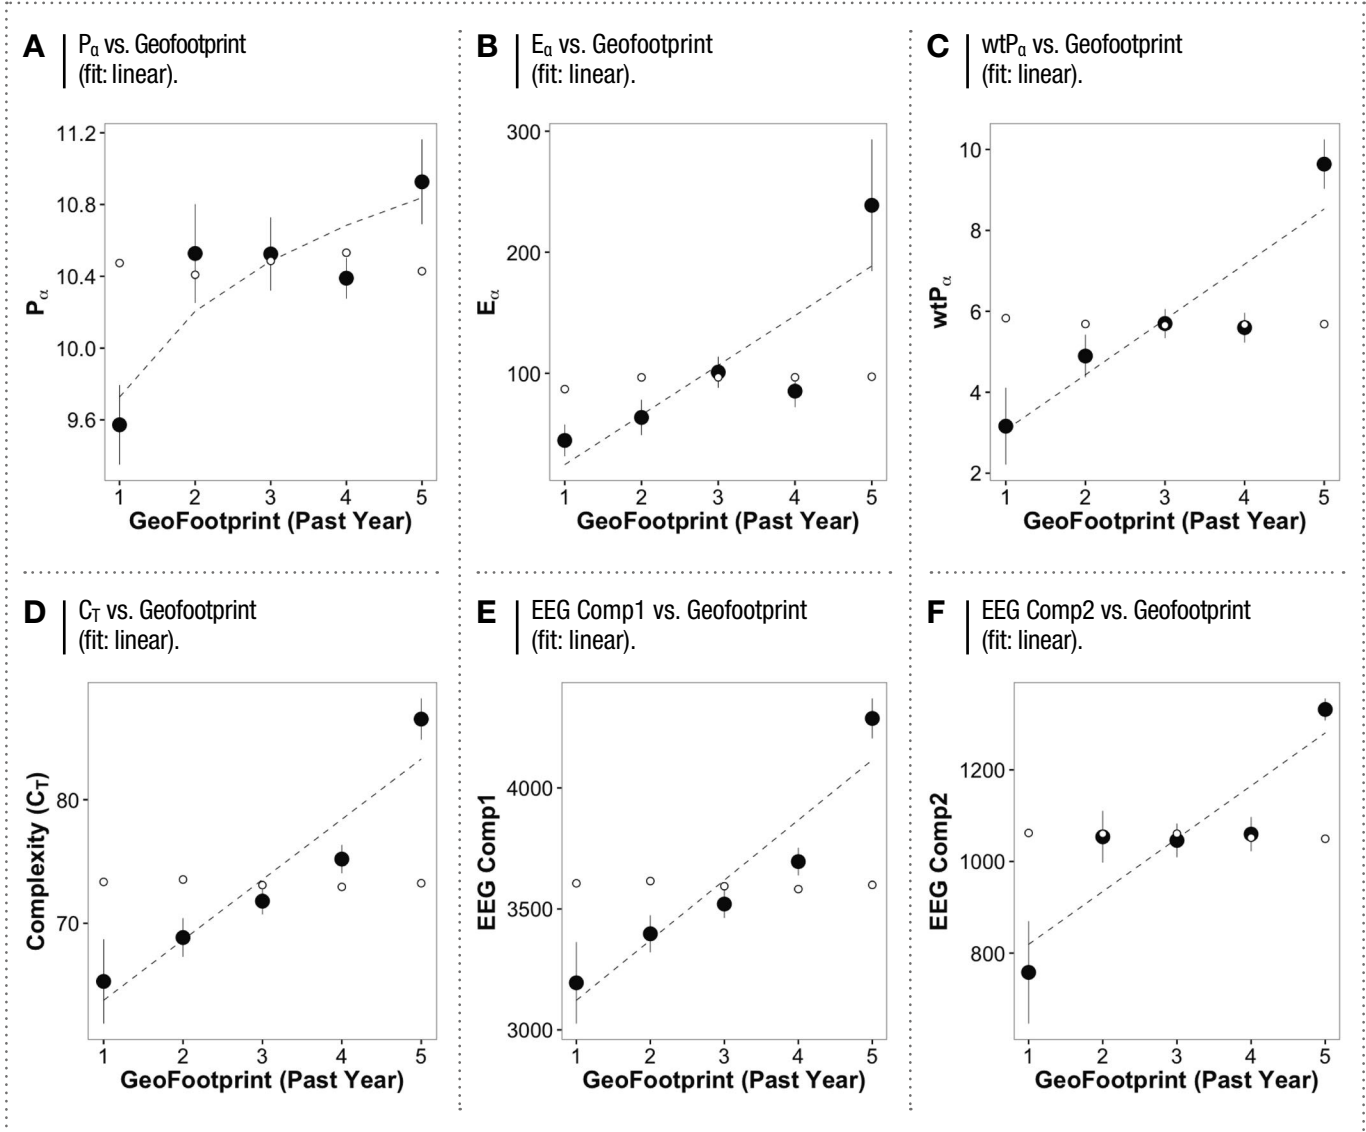 A
Pα vs. Geofootprint
(fit: linear).
11.2
10.8
10.4
10.0
9.6
Pα
1 2 3 4 5
GeoFootprint (Past Year)
B
Eα vs. Geofootprint
(fit: linear).
300
200
100
Eα
1 2 3 4 5
GeoFootprint (Past Year)
C
wtPα vs. Geofootprint
(fit: linear).
10
8
6
4
2
wtPα
1 2 3 4 5
GeoFootprint (Past Year)
D
CT vs. Geofootprint
(fit: linear).
80
70
Complexity (CT)
1 2 3 4 5
GeoFootprint (Past Year)
E
EEG Comp1 vs. Geofootprint
(fit: linear).
4000
3500
3000
EEG Comp1
1 2 3 4 5
GeoFootprint (Past Year)
F
EEG Comp2 vs. Geofootprint
(fit: linear).
1200
1000
800
EEG Comp2
1 2 3 4 5
GeoFootprint (Past Year)